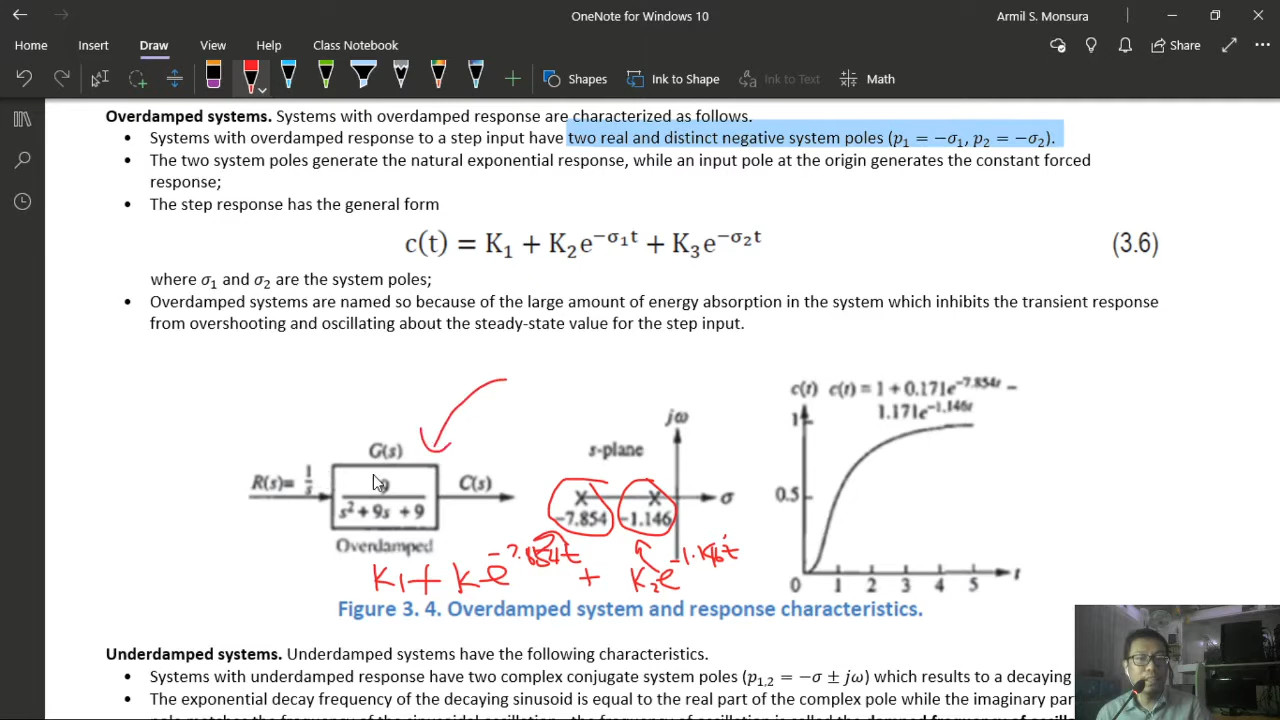 OneNote for Windows 10
Armil S. Monsura
Home Insert Draw View Help Class Notebook
Share
Shapes Ink to Shape Ink to Text Math
Overdamped systems. Systems with overdamped response are characterized as follows.
• Systems with overdamped response to a step input have two real and distinct negative system poles (p₁ = −σ₁, p₂ = −σ₂).
• The two system poles generate the natural exponential response, while an input pole at the origin generates the constant forced
response;
• The step response has the general form
c(t) = K₁ + K₂e^(−σ₁t) + K₃e^(−σ₂t) (3.6)
where σ₁ and σ₂ are the system poles;
• Overdamped systems are named so because of the large amount of energy absorption in the system which inhibits the transient response
from overshooting and oscillating about the steady-state value for the step input.
c(t) c(t) = 1 + 0.171e^(−7.854t) −
1.171e^(−1.146t)
jω
1
G(s)
s-plane
R(s)= 1/s
9
C(s)
σ
0.5
s² + 9s + 9
−7.854 −1.146
Overdamped
K₁ + Ke^(−7.854t) + K₂e^(−1.146t)
0 1 2 3 4 5 t
Figure 3. 4. Overdamped system and response characteristics.
Underdamped systems. Underdamped systems have the following characteristics.
• Systems with underdamped response have two complex conjugate system poles (p₁,₂ = −σ ± jω) which results to a decaying
• The exponential decay frequency of the decaying sinusoid is equal to the real part of the complex pole while the imaginary par